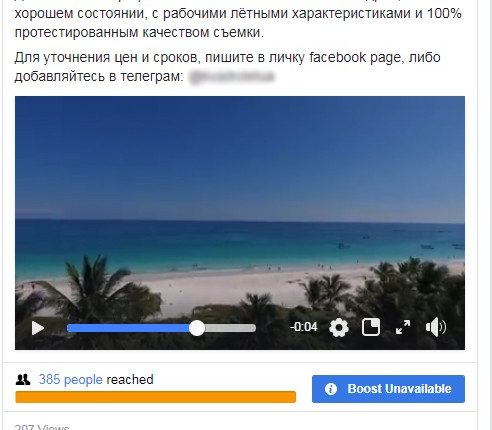 хорошем состоянии, с рабочими лётными характеристиками и 100%
протестированным качеством съемки.
Для уточнения цен и сроков, пишите в личку facebook page, либо
добавляйтесь в телеграм:
-0:04
385 people reached
Boost Unavailable
207 Views